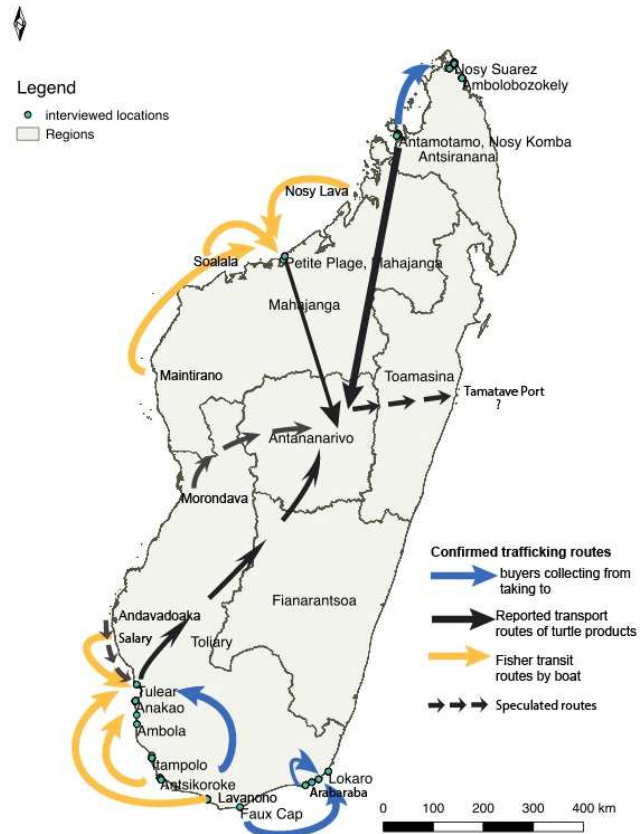 N
Legend
interviewed locations
Regions
Nosy Suarez
Ambolobozokely
Antamotamo, Nosy Komba
Antsirananal
Nosy Lava
Soalala
Petite Plage, Mahajanga
Mahajanga
Maintirano
Toamasina
Tamatave Port
?
Antananarivo
Morondava
Confirmed trafficking routes
buyers collecting from
taking to
Reported transport
routes of turtle products
Fisher transit
routes by boat
Speculated routes
Fianarantsoa
Andavadoaka
Salary
Toliary
Tulear
Anakao
Ambola
Itampolo
Antsikoroke
Lavanono
Faux Cap
Lokaro
Arabaraba
0 100 200 300 400 km